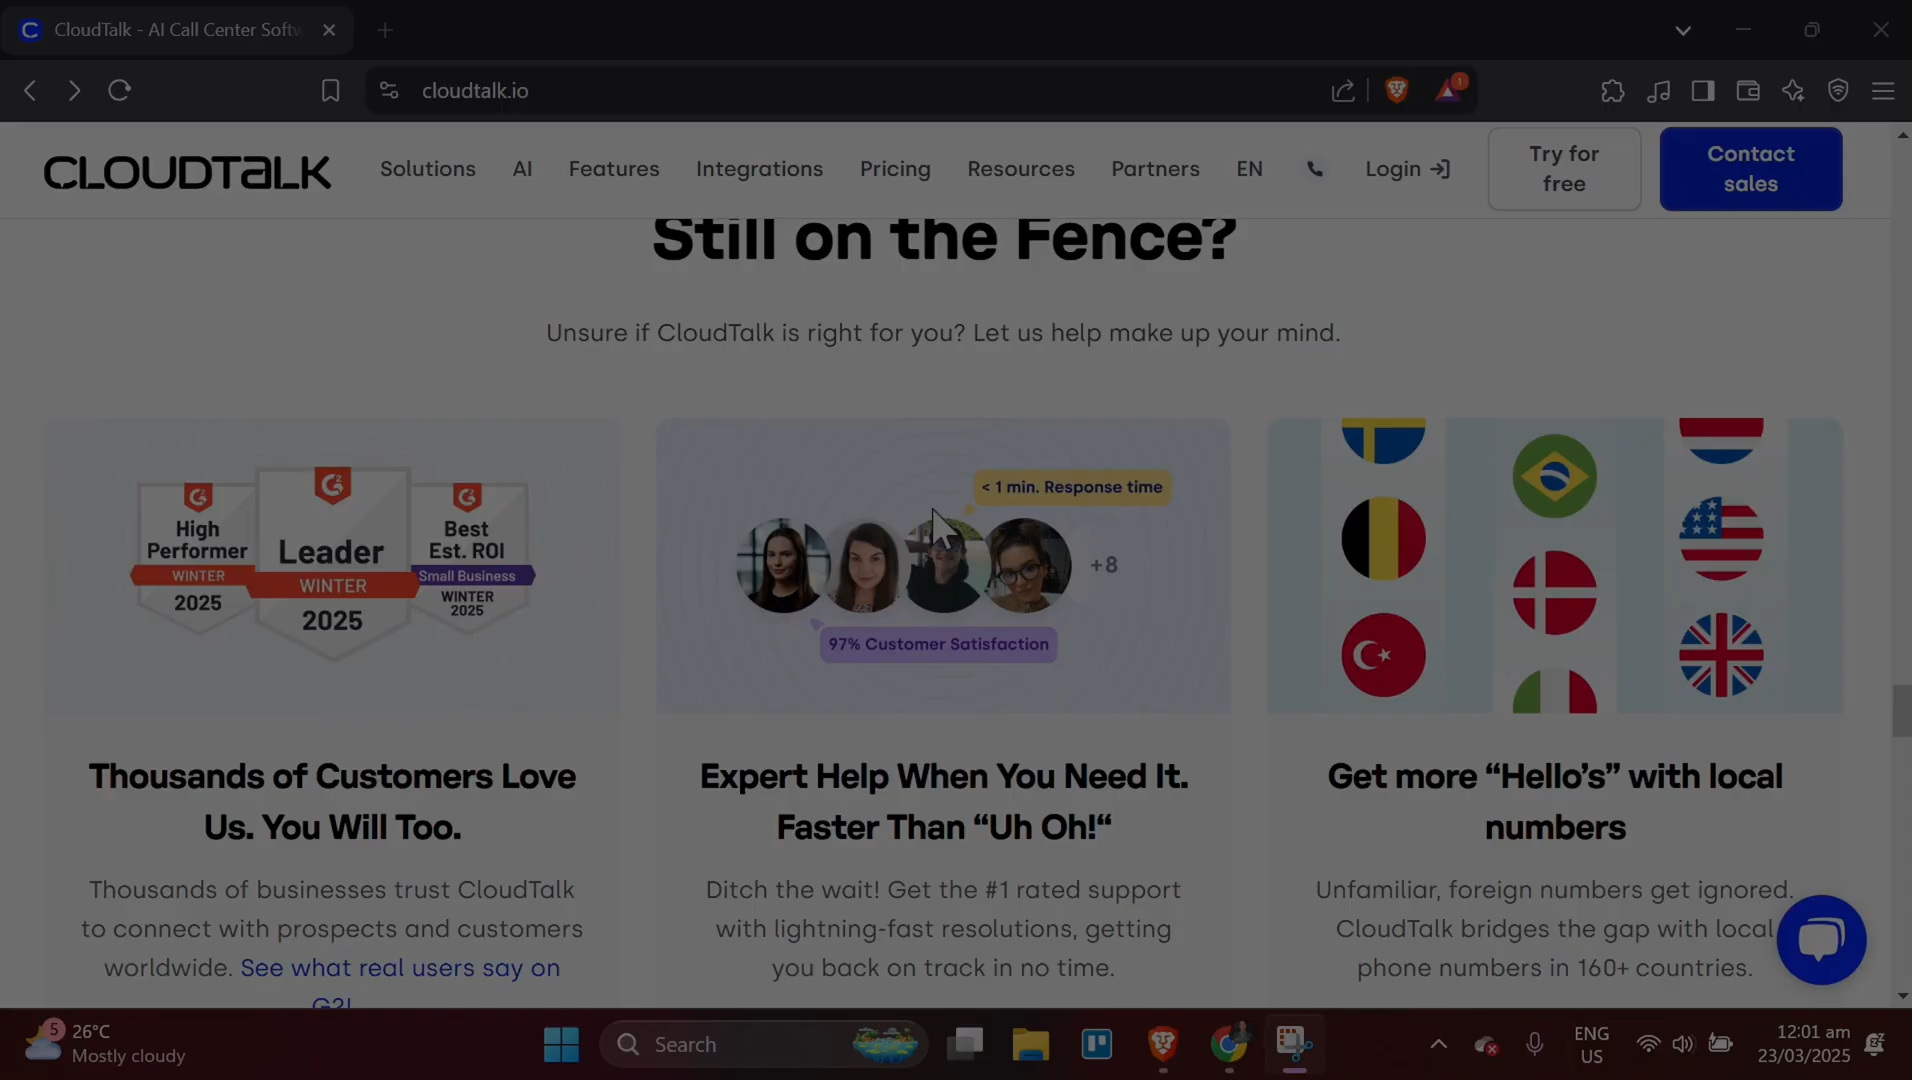 CloudTalk - AI Call Center Softw
cloudtalk.io
1
CLOUDTALK
Solutions
AI
Features
Integrations
Pricing
Resources
Partners
EN
Login
Try for
free
Contact
sales
Still on the Fence?
Unsure if CloudTalk is right for you? Let us help make up your mind.
High
Performer
WINTER
2025
Leader
WINTER
2025
Best
Est. ROI
Small Business
WINTER
2025
< 1 min. Response time
+8
97% Customer Satisfaction
Thousands of Customers Love
Us. You Will Too.
Thousands of businesses trust CloudTalk
to connect with prospects and customers
worldwide. See what real users say on
G2!
Expert Help When You Need It.
Faster Than “Uh Oh!“
Ditch the wait! Get the #1 rated support
with lightning-fast resolutions, getting
you back on track in no time.
Get more “Hello’s” with local
numbers
Unfamiliar, foreign numbers get ignored.
CloudTalk bridges the gap with local
phone numbers in 160+ countries.
5
26°C
Mostly cloudy
Search
ENG
US
12:01 am
23/03/2025